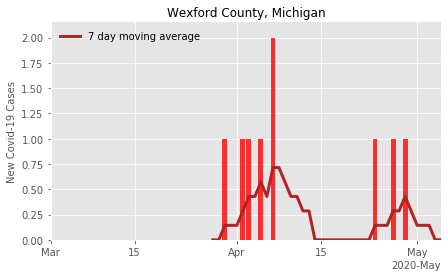 Wexford County, Michigan
7 day moving average
New Covid-19 Cases
2.00
1.75
1.50
1.25
1.00
0.75
0.50
0.25
0.00
Mar
15
Apr
15
May
2020-May